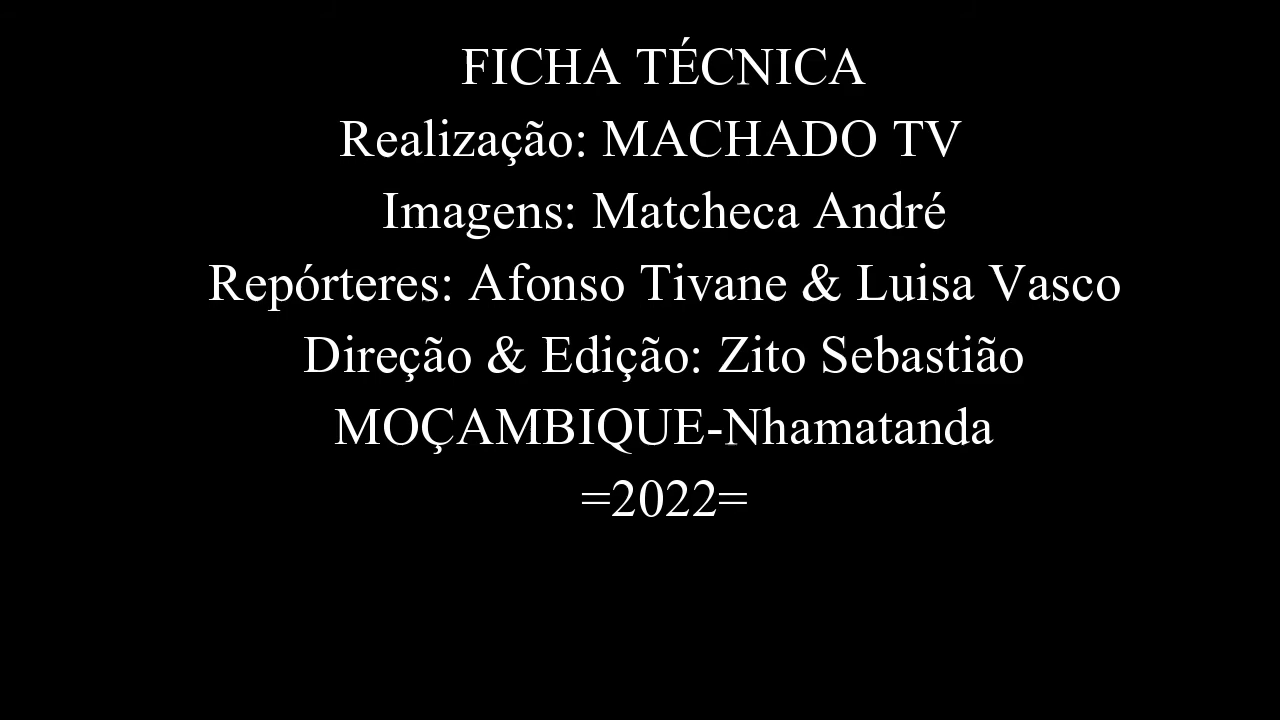 FICHA TÉCNICA
Realização: MACHADO TV
Imagens: Matcheca André
Repórteres: Afonso Tivane & Luisa Vasco
Direção & Edição: Zito Sebastião
MOÇAMBIQUE-Nhamatanda
=2022=